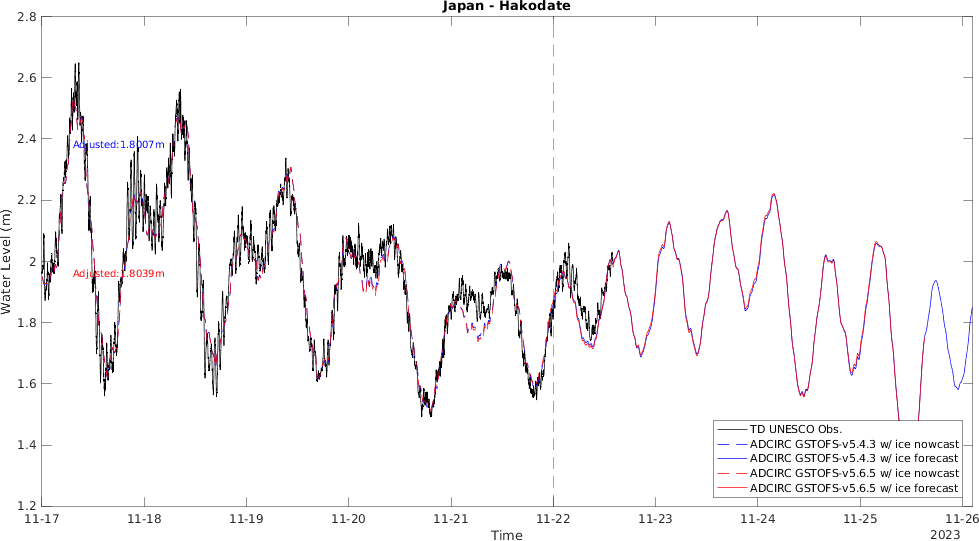 Japan - Hakodate
2.8
2.6
2.4
2.2
2
1.8
1.6
1.4
1.2
Water Level (m)
Adjusted:1.8007m
Adjusted:1.8039m
TD UNESCO Obs.
ADCIRC GSTOFS-v5.4.3 w/ ice nowcast
ADCIRC GSTOFS-v5.4.3 w/ ice forecast
ADCIRC GSTOFS-v5.6.5 w/ ice nowcast
ADCIRC GSTOFS-v5.6.5 w/ ice forecast
11-17 11-18 11-19 11-20 11-21 11-22 11-23 11-24 11-25 11-26
2023
Time